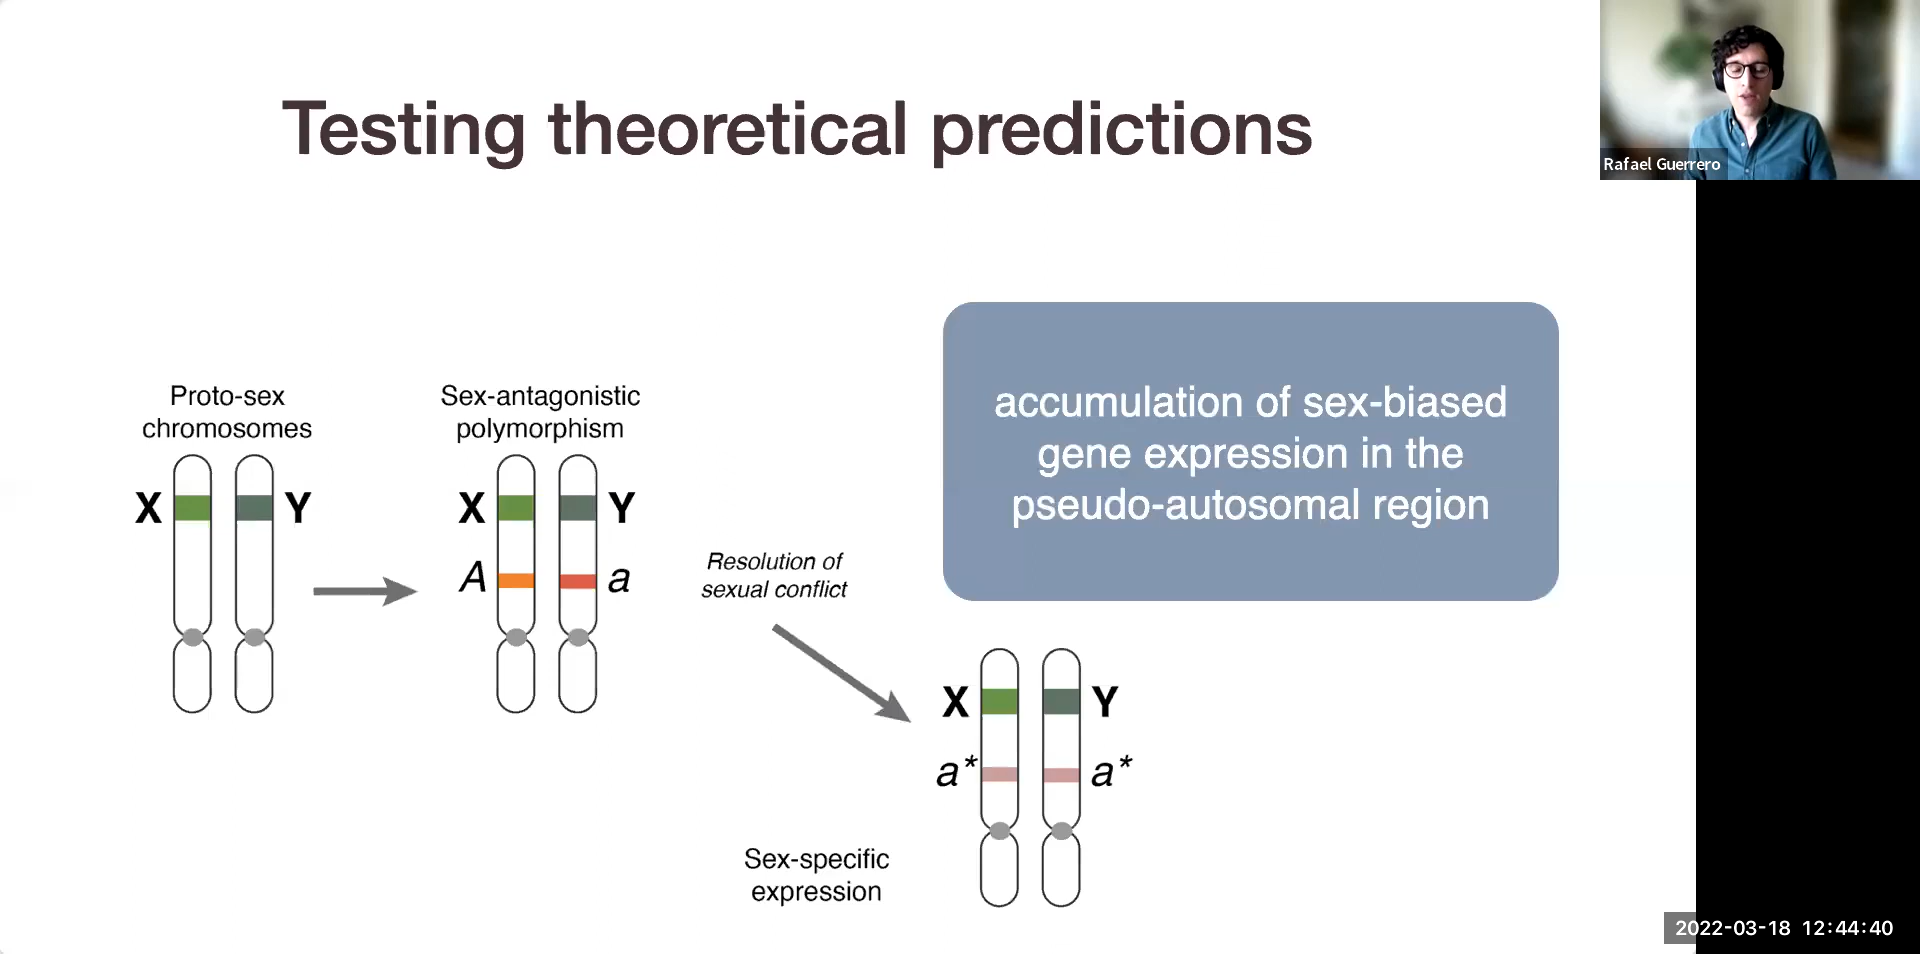 Testing theoretical predictions
Rafael Guerrero
Proto-sex
chromosomes
X
Y
Sex-antagonistic
polymorphism
X
Y
A
a
Resolution of
sexual conflict
accumulation of sex-biased
gene expression in the
pseudo-autosomal region
X
Y
a*
a*
Sex-specific
expression
2022-03-18 12:44:40